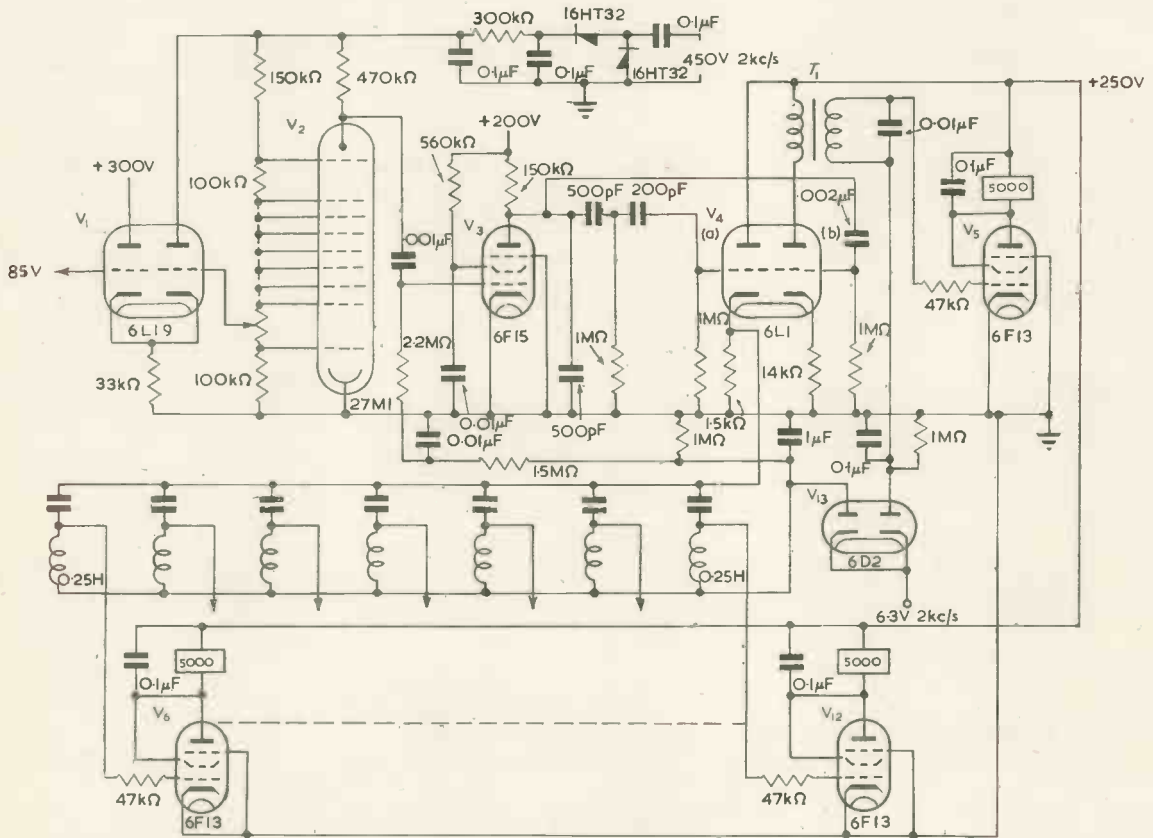 16HT32
0·1μF
300kΩ
450V 2kc/s
16HT32
0·1μF
0·1μF
150kΩ
470kΩ
T1
+250V
0·01μF
V2
+200V
560kΩ
150kΩ
+300V
100kΩ
500pF
200pF
·002μF
0·1μF
5000
V1
·001μF
V3
V4
(a)
(b)
V5
85V
47kΩ
6L19
6F15
6L1
6F13
1MΩ
1MΩ
2·2MΩ
1MΩ
14kΩ
33kΩ
100kΩ
27M1
0·01μF
0·01μF
500pF
1·5kΩ
1MΩ
1μF
1MΩ
0·1μF
1·5MΩ
V13
6D2
0·25H
0·25H
6·3V 2kc/s
5000
5000
0·1μF
0·1μF
V6
V12
47kΩ
47kΩ
6F13
6F13